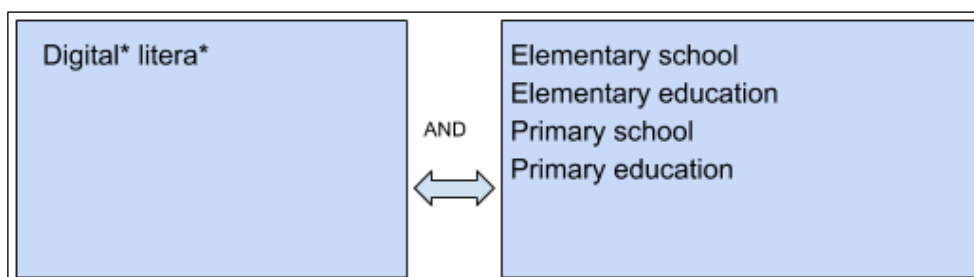 Digital* litera*
AND
Elementary school
Elementary education
Primary school
Primary education